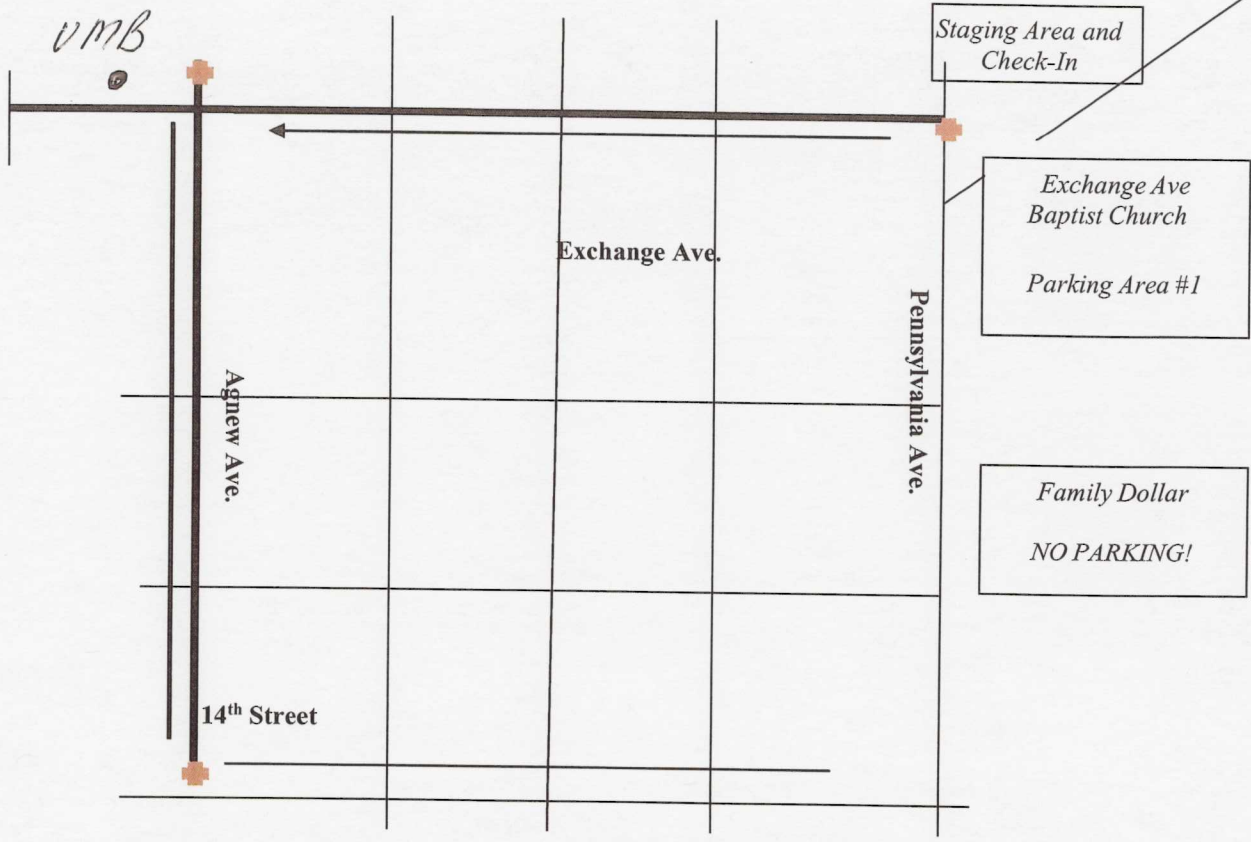 UMB
Staging Area and
Check-In
Exchange Ave
Baptist Church
Parking Area #1
Exchange Ave.
Pennsylvania Ave.
Agnew Ave.
Family Dollar
NO PARKING!
14th Street